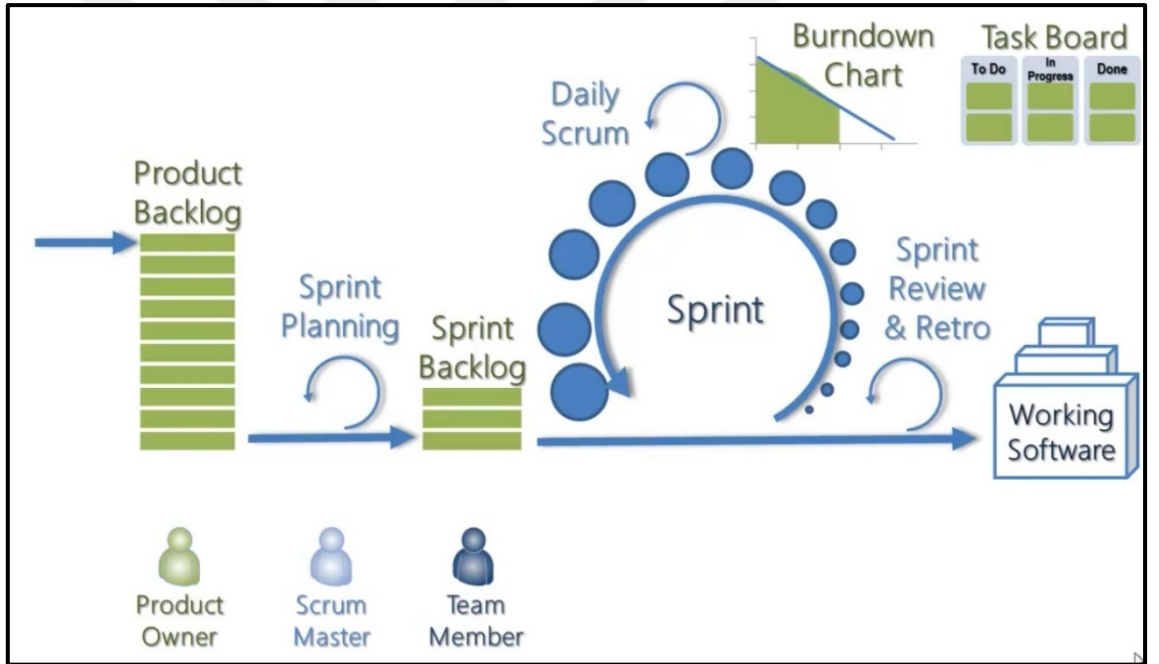 Product
Backlog
Sprint
Planning
Sprint
Backlog
Daily
Scrum
Sprint
Burndown
Chart
Task Board
To Do
In
Progress
Done
Sprint
Review
& Retro
Working
Software
Product
Owner
Scrum
Master
Team
Member